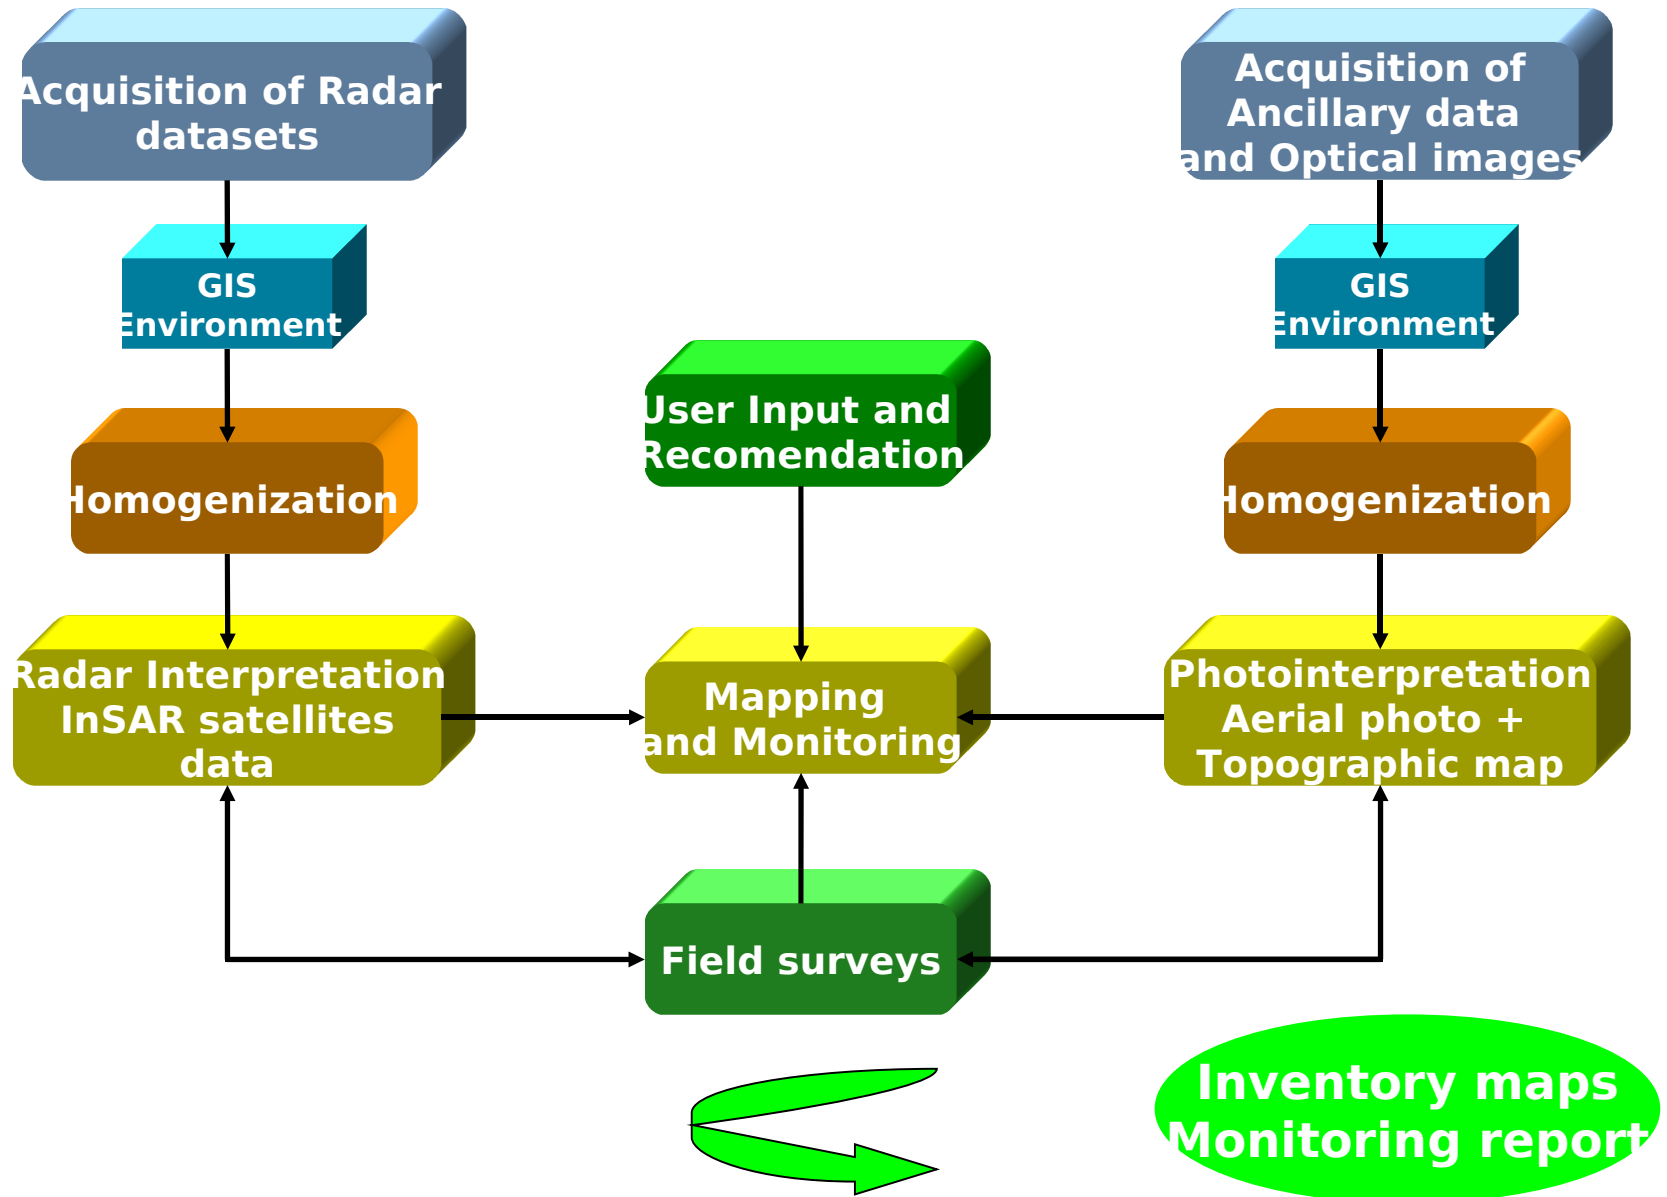 Acquisition of Radar
datasets
Acquisition of
Ancillary data
and Optical images
GIS
Environment
GIS
Environment
User Input and
Recomendation
Homogenization
Homogenization
Radar Interpretation
InSAR satellites
data
Mapping
and Monitoring
Photointerpretation
Aerial photo +
Topographic map
Field surveys
Inventory maps
Monitoring report